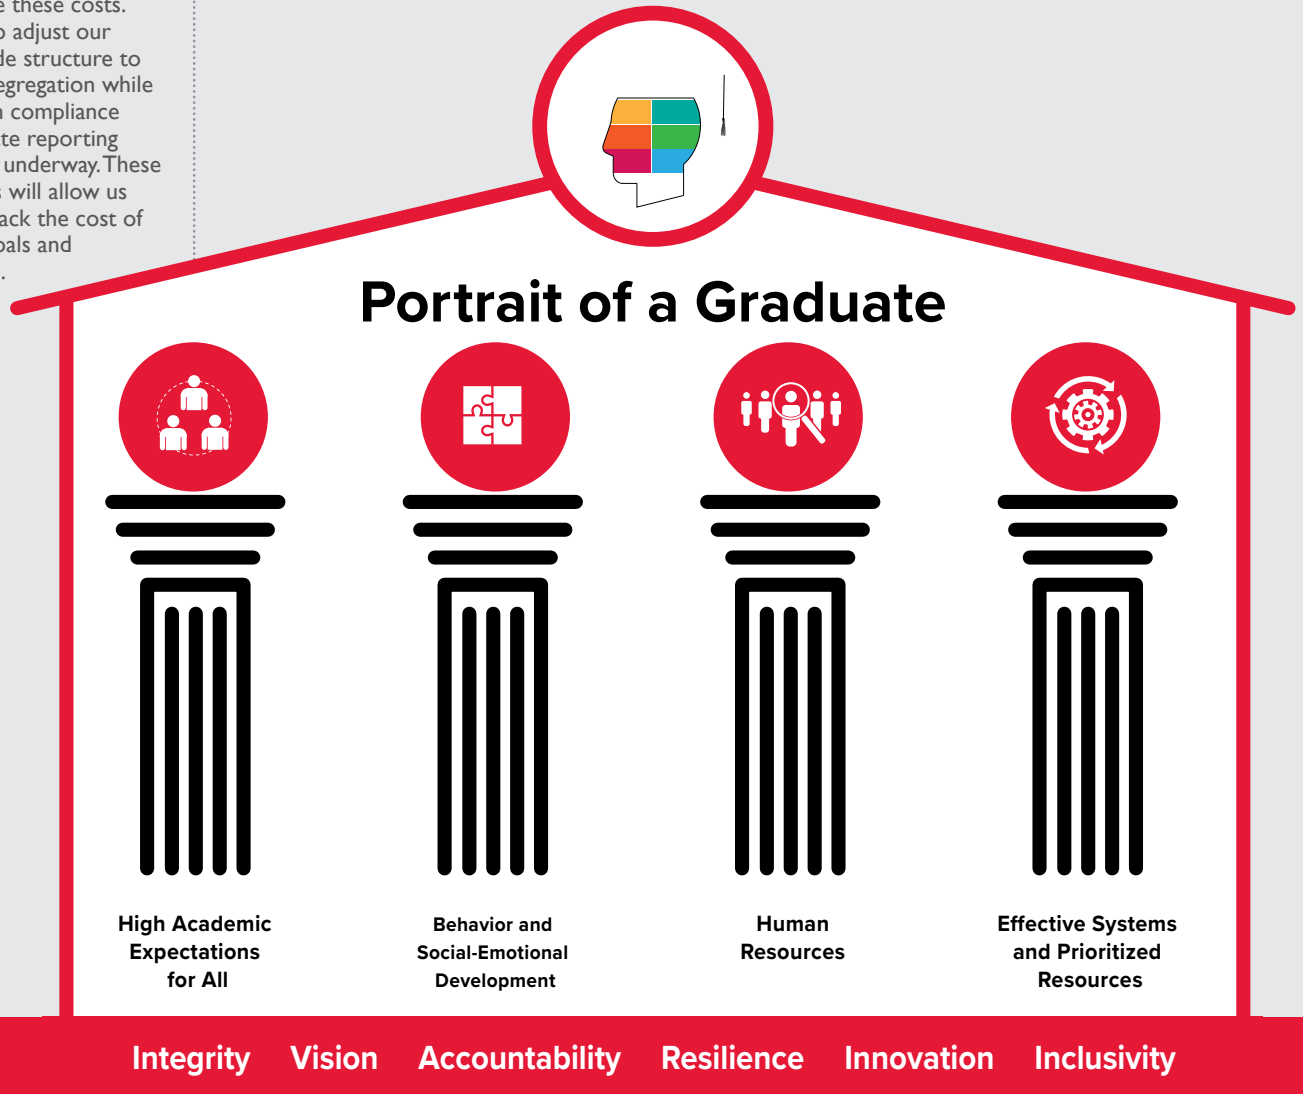 e these costs.
o adjust our
de structure to
egregation while
n compliance
te reporting
underway. These
s will allow us
ack the cost of
oals and
.
Portrait of a Graduate
High Academic
Expectations
for All
Behavior and
Social-Emotional
Development
Human
Resources
Effective Systems
and Prioritized
Resources
Integrity Vision Accountability Resilience Innovation Inclusivity